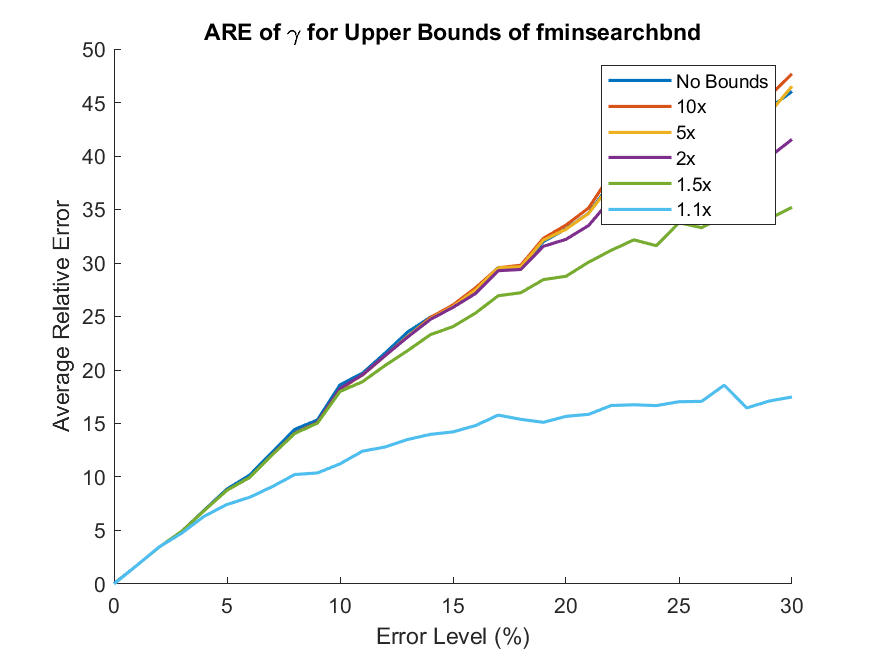 ARE of γ for Upper Bounds of fminsearchbnd
50
45
40
35
30
25
20
15
10
5
0
Average Relative Error
No Bounds
10x
5x
2x
1.5x
1.1x
0 5 10 15 20 25 30
Error Level (%)